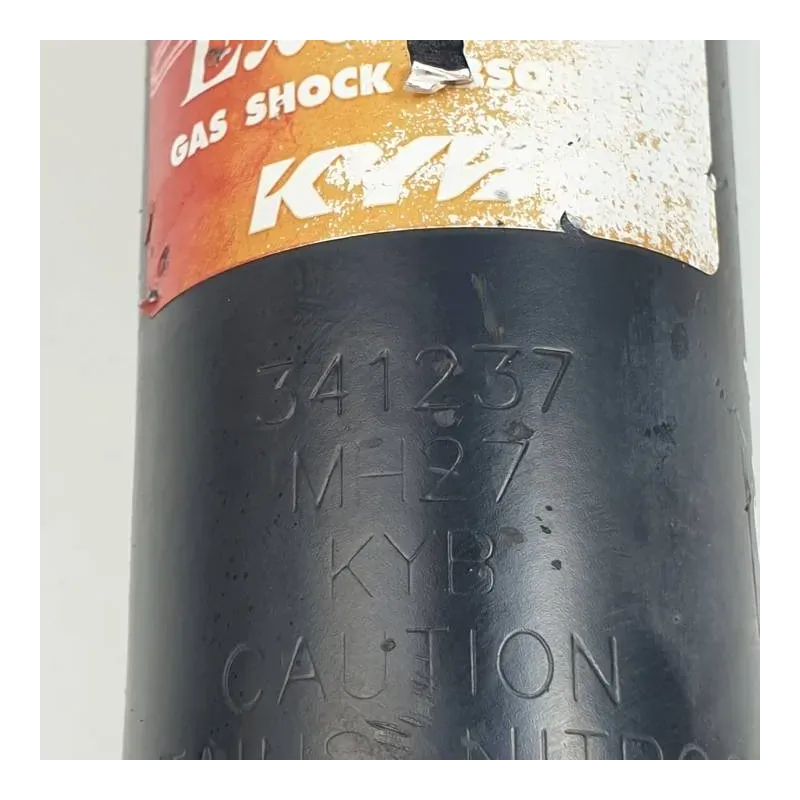 GAS SHOCK
KYB
341237
MH27
KYB
CAUTION